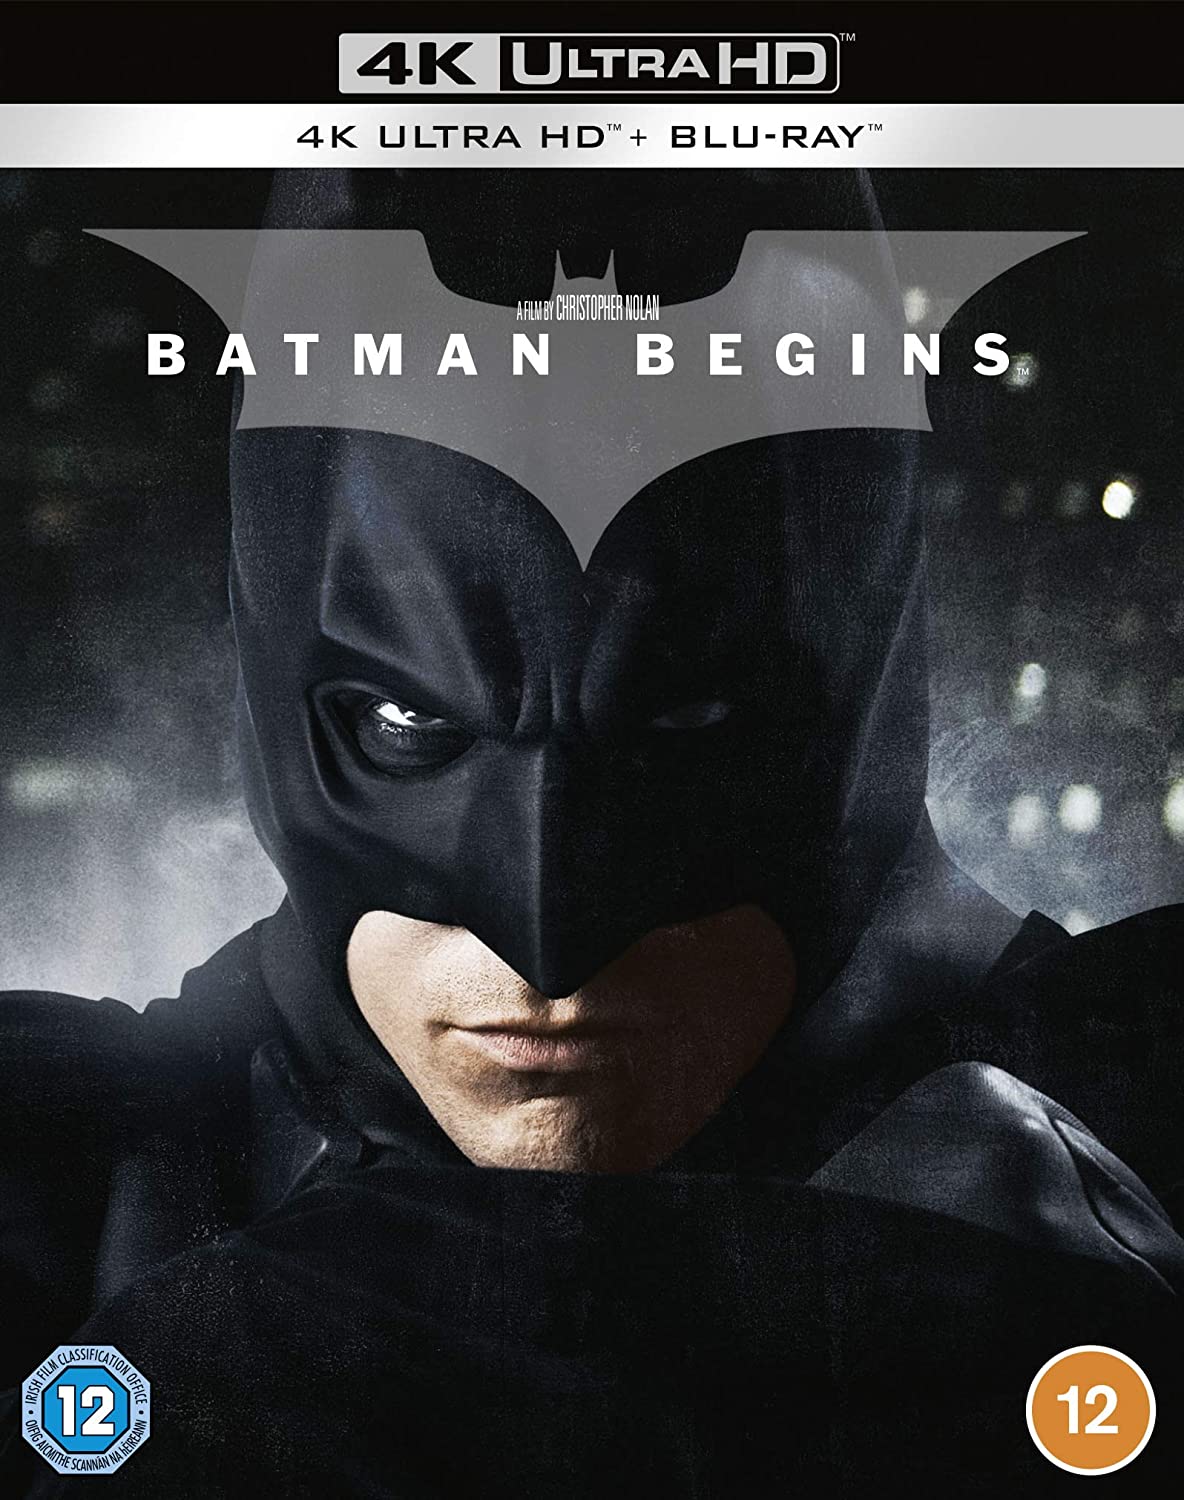 4K ULTRA HD™
4K ULTRA HD™ + BLU-RAY™
A FILM BY CHRISTOPHER NOLAN
BATMAN BEGINS™
IRISH FILM CLASSIFICATION OFFICE
12
OIFIG AICMITHE SCANNÁN NA hÉIREANN
12